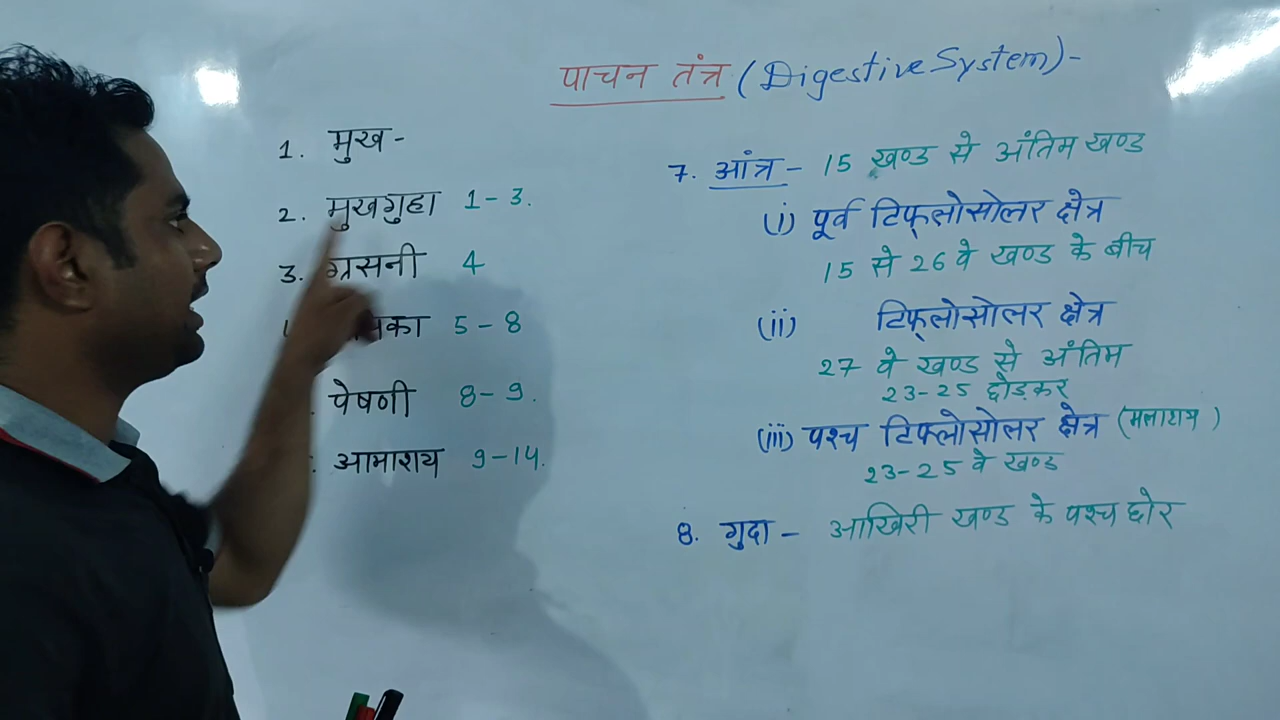 पाचन तंत्र (Digestive System)-
1. मुख-
2. मुखगुहा 1-3.
3. ग्रसनी 4
5-8
पेषणी 8-9.
आमाशय 9-14.
7. आंत्र- 15 खण्ड से अंतिम खण्ड
(i) पूर्व टिफ्लोसोलर क्षेत्र
15 से 26 वे खण्ड के बीच
(ii) टिफ्लोसोलर क्षेत्र
27 वे खण्ड से अंतिम
23-25 छोड़कर
(iii) पश्च टिफ्लोसोलर क्षेत्र (मलाशय)
23-25 वे खण्ड
8. गुदा- आखिरी खण्ड के पश्च छोर